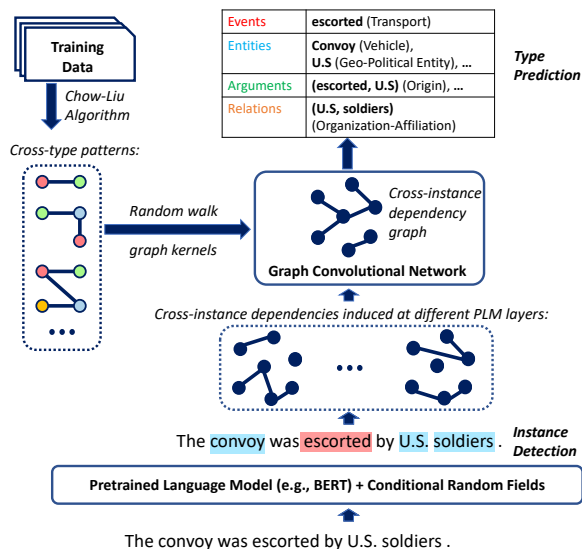 Training
Data
Chow-Liu
Algorithm
Cross-type patterns:
Random walk
graph kernels
Events
escorted (Transport)
Entities
Convoy (Vehicle),
U.S (Geo-Political Entity), ...
Arguments
(escorted, U.S) (Origin), ...
Relations
(U.S, soldiers)
(Organization-Affiliation)
Type
Prediction
Cross-instance
dependency
graph
Graph Convolutional Network
Cross-instance dependencies induced at different PLM layers:
The convoy was escorted by U.S. soldiers .
Instance
Detection
Pretrained Language Model (e.g., BERT) + Conditional Random Fields
The convoy was escorted by U.S. soldiers .